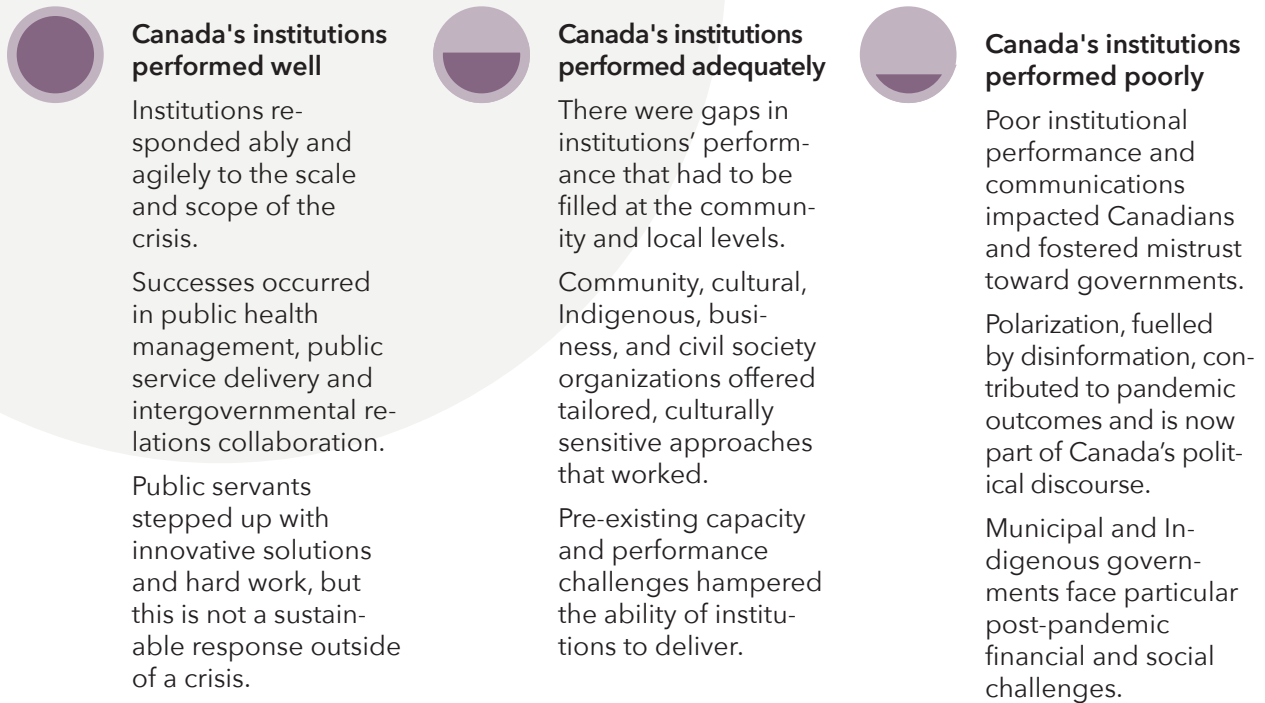 Canada's institutions
performed well
Institutions re-
sponded ably and
agilely to the scale
and scope of the
crisis.
Successes occurred
in public health
management, public
service delivery and
intergovernmental re-
lations collaboration.
Public servants
stepped up with
innovative solutions
and hard work, but
this is not a sustain-
able response outside
of a crisis.
Canada's institutions
performed adequately
There were gaps in
institutions’ perform-
ance that had to be
filled at the commun-
ity and local levels.
Community, cultural,
Indigenous, busi-
ness, and civil society
organizations offered
tailored, culturally
sensitive approaches
that worked.
Pre-existing capacity
and performance
challenges hampered
the ability of institu-
tions to deliver.
Canada's institutions
performed poorly
Poor institutional
performance and
communications
impacted Canadians
and fostered mistrust
toward governments.
Polarization, fuelled
by disinformation, con-
tributed to pandemic
outcomes and is now
part of Canada’s polit-
ical discourse.
Municipal and In-
digenous govern-
ments face particular
post-pandemic
financial and social
challenges.